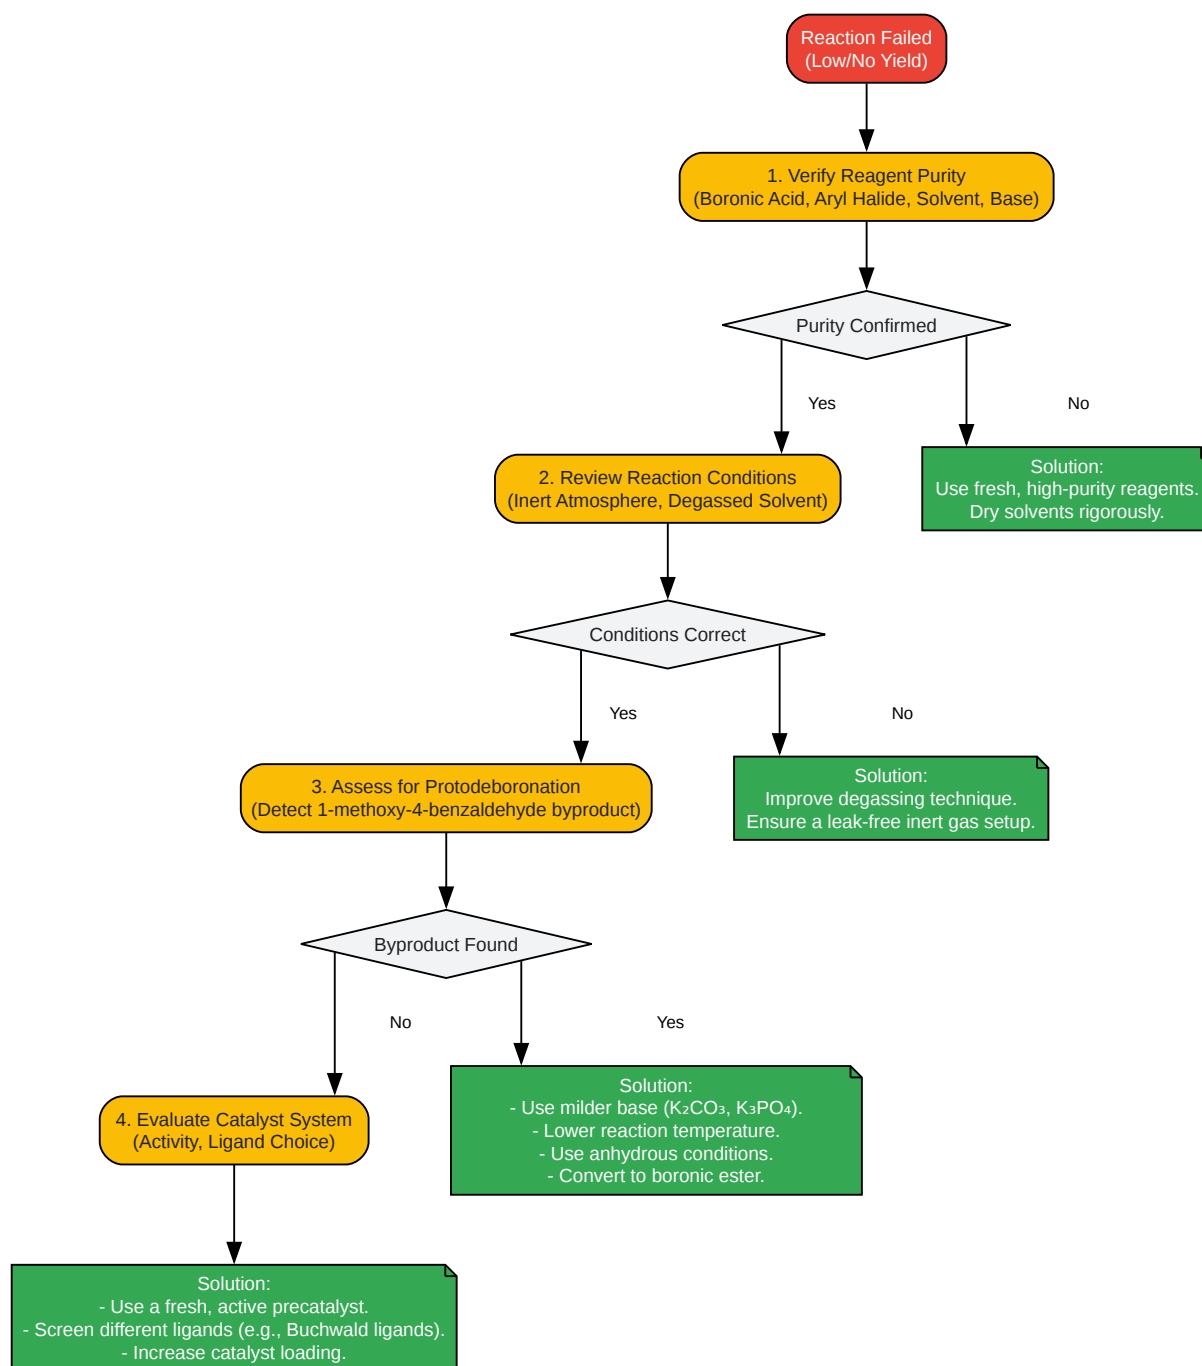 Reaction Failed
(Low/No Yield)
1. Verify Reagent Purity
(Boronic Acid, Aryl Halide, Solvent, Base)
Purity Confirmed
Yes
No
2. Review Reaction Conditions
(Inert Atmosphere, Degassed Solvent)
Solution:
Use fresh, high-purity reagents.
Dry solvents rigorously.
Conditions Correct
Yes
No
3. Assess for Protodeboronation
(Detect 1-methoxy-4-benzaldehyde byproduct)
Solution:
Improve degassing technique.
Ensure a leak-free inert gas setup.
Byproduct Found
No
Yes
4. Evaluate Catalyst System
(Activity, Ligand Choice)
Solution:
- Use milder base (K₂CO₃, K₃PO₄).
- Lower reaction temperature.
- Use anhydrous conditions.
- Convert to boronic ester.
Solution:
- Use a fresh, active precatalyst.
- Screen different ligands (e.g., Buchwald ligands).
- Increase catalyst loading.